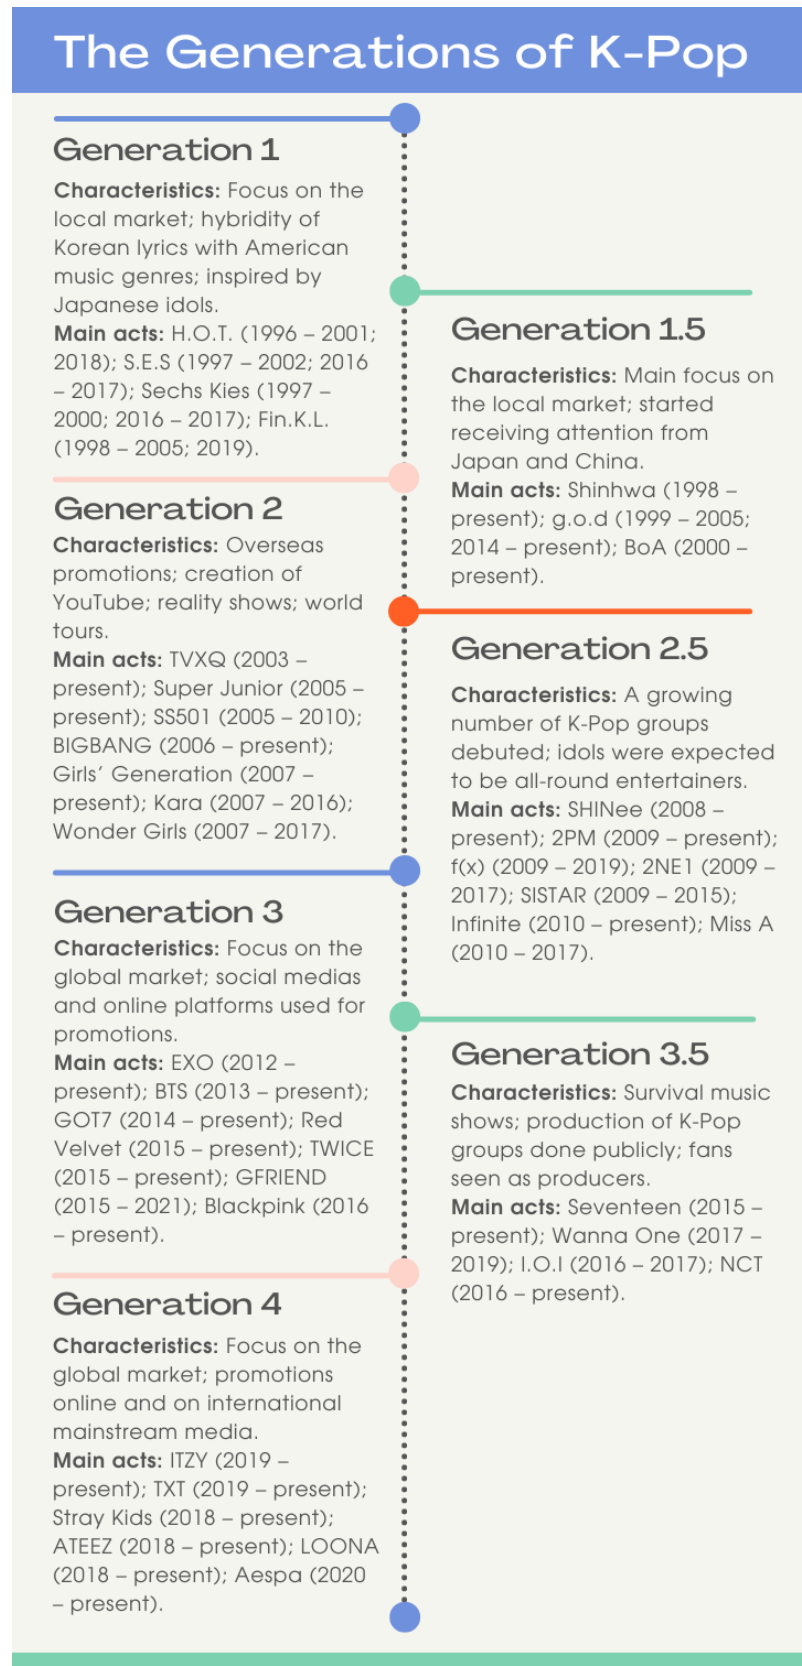 The Generations of K-Pop
Generation 1
Characteristics: Focus on the
local market; hybridity of
Korean lyrics with American
music genres; inspired by
Japanese idols.
Main acts: H.O.T. (1996 – 2001;
2018); S.E.S (1997 – 2002; 2016
– 2017); Sechs Kies (1997 –
2000; 2016 – 2017); Fin.K.L.
(1998 – 2005; 2019).
Generation 1.5
Characteristics: Main focus on
the local market; started
receiving attention from
Japan and China.
Main acts: Shinhwa (1998 –
present); g.o.d (1999 – 2005;
2014 – present); BoA (2000 –
present).
Generation 2
Characteristics: Overseas
promotions; creation of
YouTube; reality shows; world
tours.
Main acts: TVXQ (2003 –
present); Super Junior (2005 –
present); SS501 (2005 – 2010);
BIGBANG (2006 – present);
Girls’ Generation (2007 –
present); Kara (2007 – 2016);
Wonder Girls (2007 – 2017).
Generation 2.5
Characteristics: A growing
number of K-Pop groups
debuted; idols were expected
to be all-round entertainers.
Main acts: SHINee (2008 –
present); 2PM (2009 – present);
f(x) (2009 – 2019); 2NE1 (2009 –
2017); SISTAR (2009 – 2015);
Infinite (2010 – present); Miss A
(2010 – 2017).
Generation 3
Characteristics: Focus on the
global market; social medias
and online platforms used for
promotions.
Main acts: EXO (2012 –
present); BTS (2013 – present);
GOT7 (2014 – present); Red
Velvet (2015 – present); TWICE
(2015 – present); GFRIEND
(2015 – 2021); Blackpink (2016
– present).
Generation 3.5
Characteristics: Survival music
shows; production of K-Pop
groups done publicly; fans
seen as producers.
Main acts: Seventeen (2015 –
present); Wanna One (2017 –
2019); I.O.I (2016 – 2017); NCT
(2016 – present).
Generation 4
Characteristics: Focus on the
global market; promotions
online and on international
mainstream media.
Main acts: ITZY (2019 –
present); TXT (2019 – present);
Stray Kids (2018 – present);
ATEEZ (2018 – present); LOONA
(2018 – present); Aespa (2020
– present).